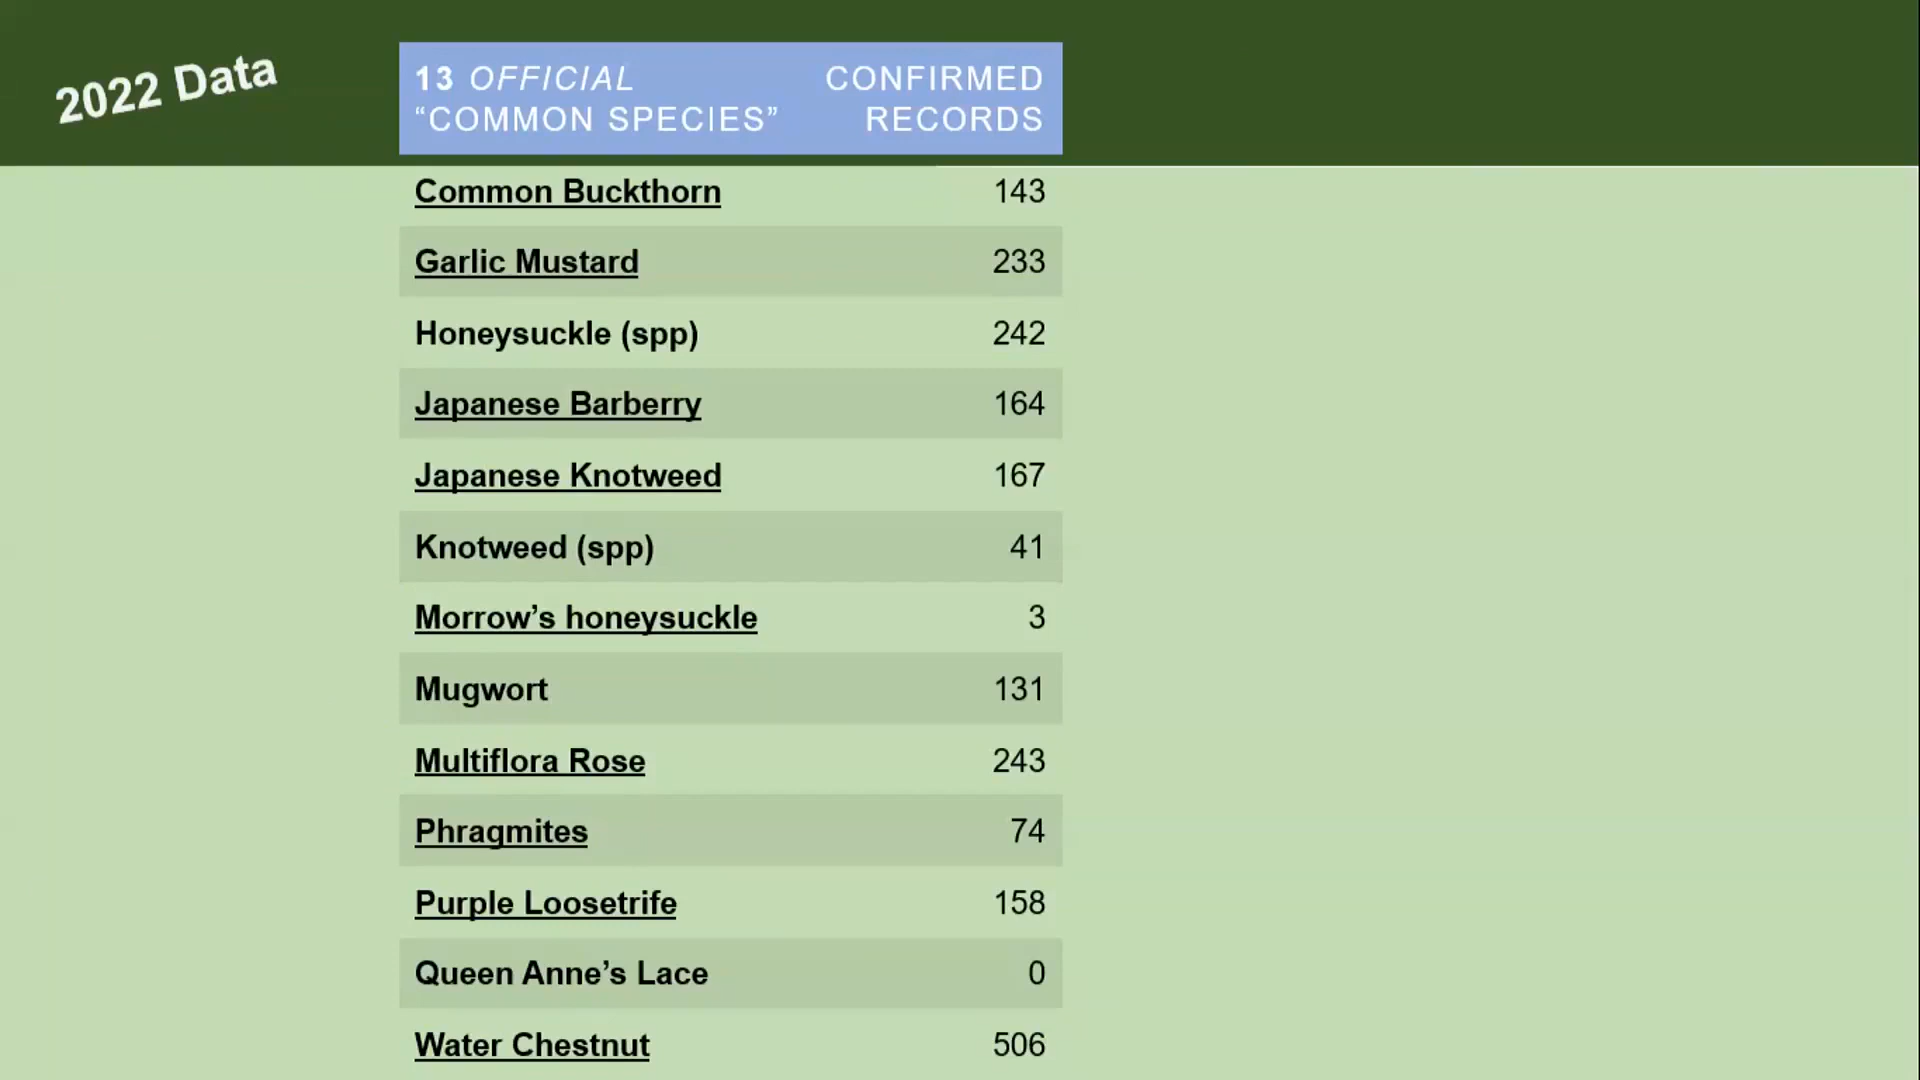 2022 Data
13 OFFICIAL “COMMON SPECIES”
CONFIRMED RECORDS
Common Buckthorn 143
Garlic Mustard 233
Honeysuckle (spp) 242
Japanese Barberry 164
Japanese Knotweed 167
Knotweed (spp) 41
Morrow’s honeysuckle 3
Mugwort 131
Multiflora Rose 243
Phragmites 74
Purple Loosetrife 158
Queen Anne’s Lace 0
Water Chestnut 506